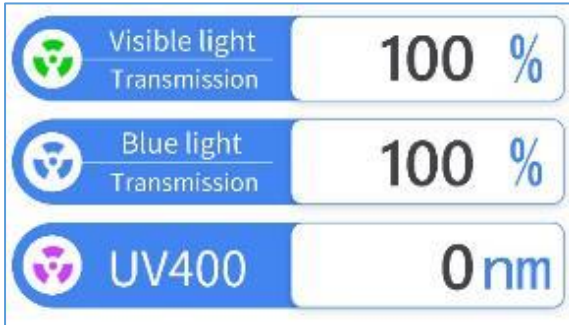 Visible light
Transmission
100 %
Blue light
Transmission
100 %
UV400
0 nm